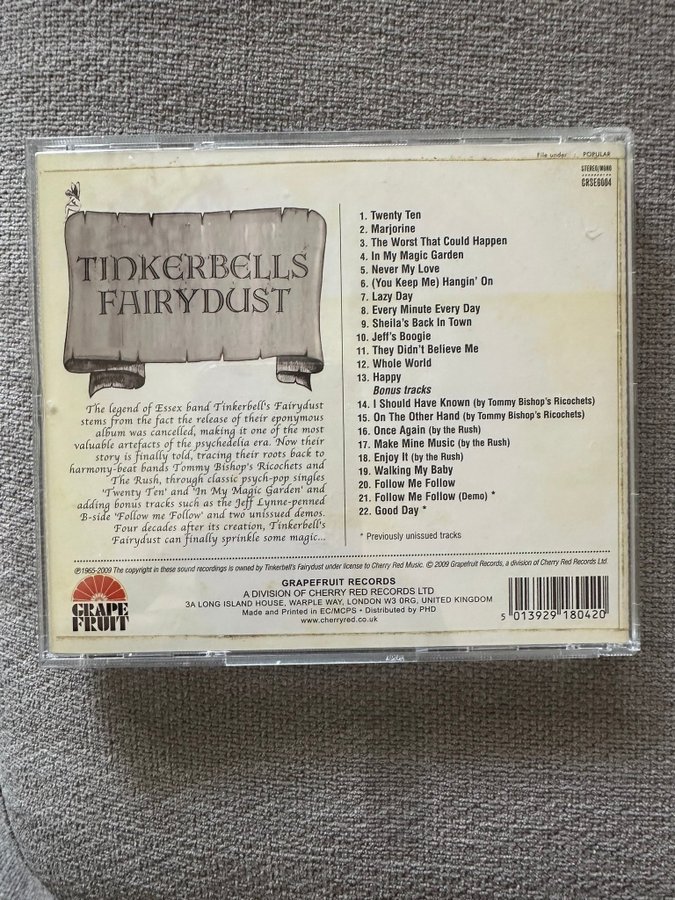 File under : POPULAR
STEREO/MONO
CRSEG004
TINKERBELLS
FAIRYDUST
1. Twenty Ten
2. Marjorine
3. The Worst That Could Happen
4. In My Magic Garden
5. Never My Love
6. (You Keep Me) Hangin' On
7. Lazy Day
8. Every Minute Every Day
9. Sheila's Back In Town
10. Jeff's Boogie
11. They Didn't Believe Me
12. Whole World
13. Happy
Bonus tracks
14. I Should Have Known (by Tommy Bishop's Ricochets)
15. On The Other Hand (by Tommy Bishop's Ricochets)
16. Once Again (by the Rush)
17. Make Mine Music (by the Rush)
18. Enjoy It (by the Rush)
19. Walking My Baby
20. Follow Me Follow
21. Follow Me Follow (Demo) *
22. Good Day *
* Previously unissued tracks
The legend of Essex band Tinkerbell's Fairydust
stems from the fact the release of their eponymous
album was cancelled, making it one of the most
valuable artefacts of the psychedelia era. Now their
story is finally told, tracing their roots back to
harmony-beat bands Tommy Bishop's Ricochets and
The Rush, through classic psych-pop singles
'Twenty Ten' and 'In My Magic Garden' and
adding bonus tracks such as the Jeff Lynne-penned
B-side 'Follow me Follow' and two unissued demos.
Four decades after its creation, Tinkerbell's
Fairydust can finally sprinkle some magic...
℗1965-2009 The copyright in these sound recordings is owned by Tinkerbell's Fairydust under license to Cherry Red Music. © 2009 Grapefruit Records, a division of Cherry Red Records Ltd.
GRAPE
FRUIT
GRAPEFRUIT RECORDS
A DIVISION OF CHERRY RED RECORDS LTD
3A LONG ISLAND HOUSE, WARPLE WAY, LONDON W3 0RG, UNITED KINGDOM
Made and Printed in EC/MCPS • Distributed by PHD
www.cherryred.co.uk
5 013929 180420